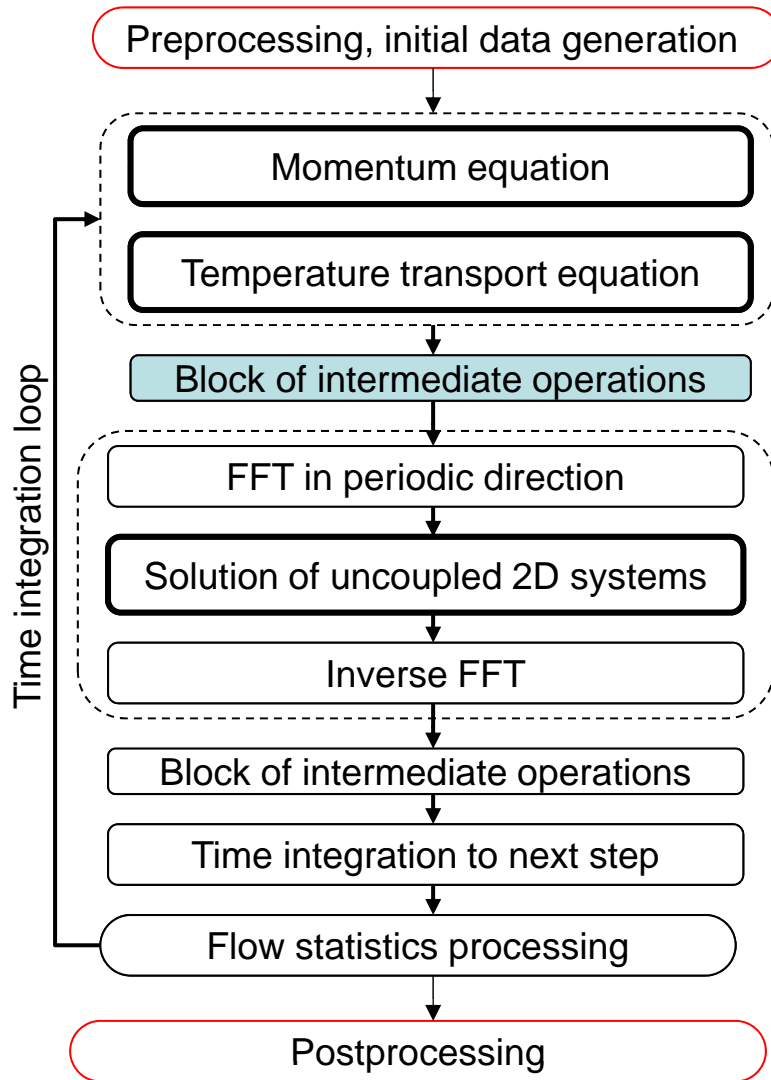 Preprocessing, initial data generation
Momentum equation
Temperature transport equation
Block of intermediate operations
FFT in periodic direction
Solution of uncoupled 2D systems
Inverse FFT
Block of intermediate operations
Time integration to next step
Flow statistics processing
Postprocessing
Time integration loop